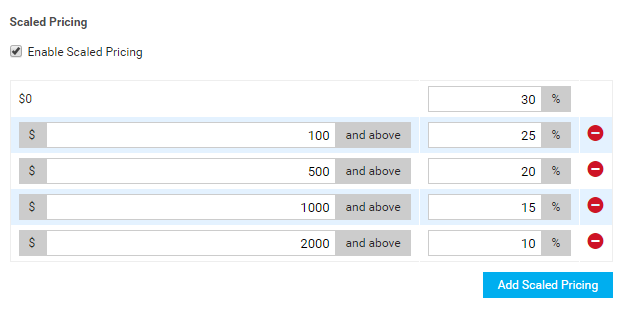 Scaled Pricing
Enable Scaled Pricing
$0 30 %
$ 100 and above 25 %
$ 500 and above 20 %
$ 1000 and above 15 %
$ 2000 and above 10 %
Add Scaled Pricing